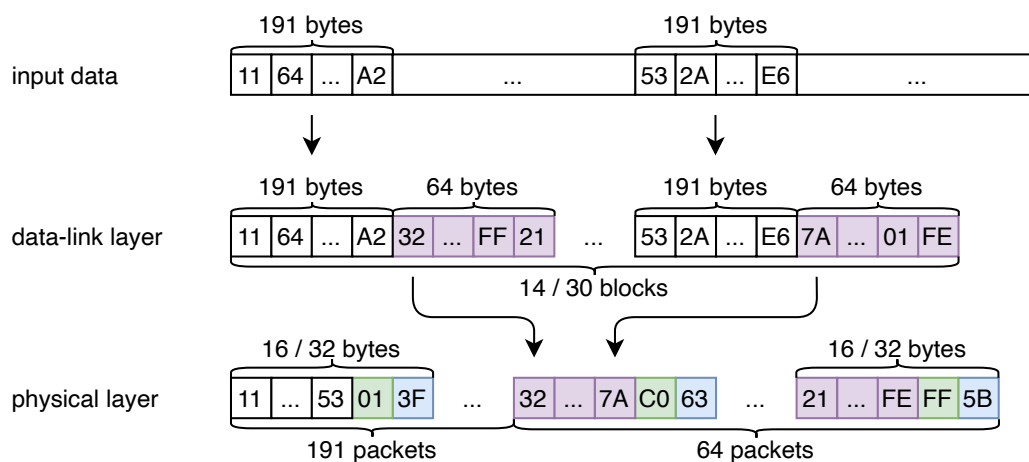 191 bytes 191 bytes
input data 11 64 ... A2 ... 53 2A ... E6 ...
191 bytes 64 bytes 191 bytes 64 bytes
data-link layer 11 64 ... A2 32 ... FF 21 ... 53 2A ... E6 7A ... 01 FE
14 / 30 blocks
16 / 32 bytes 16 / 32 bytes
physical layer 11 ... 53 01 3F ... 32 ... 7A C0 63 ... 21 ... FE FF 5B
191 packets 64 packets